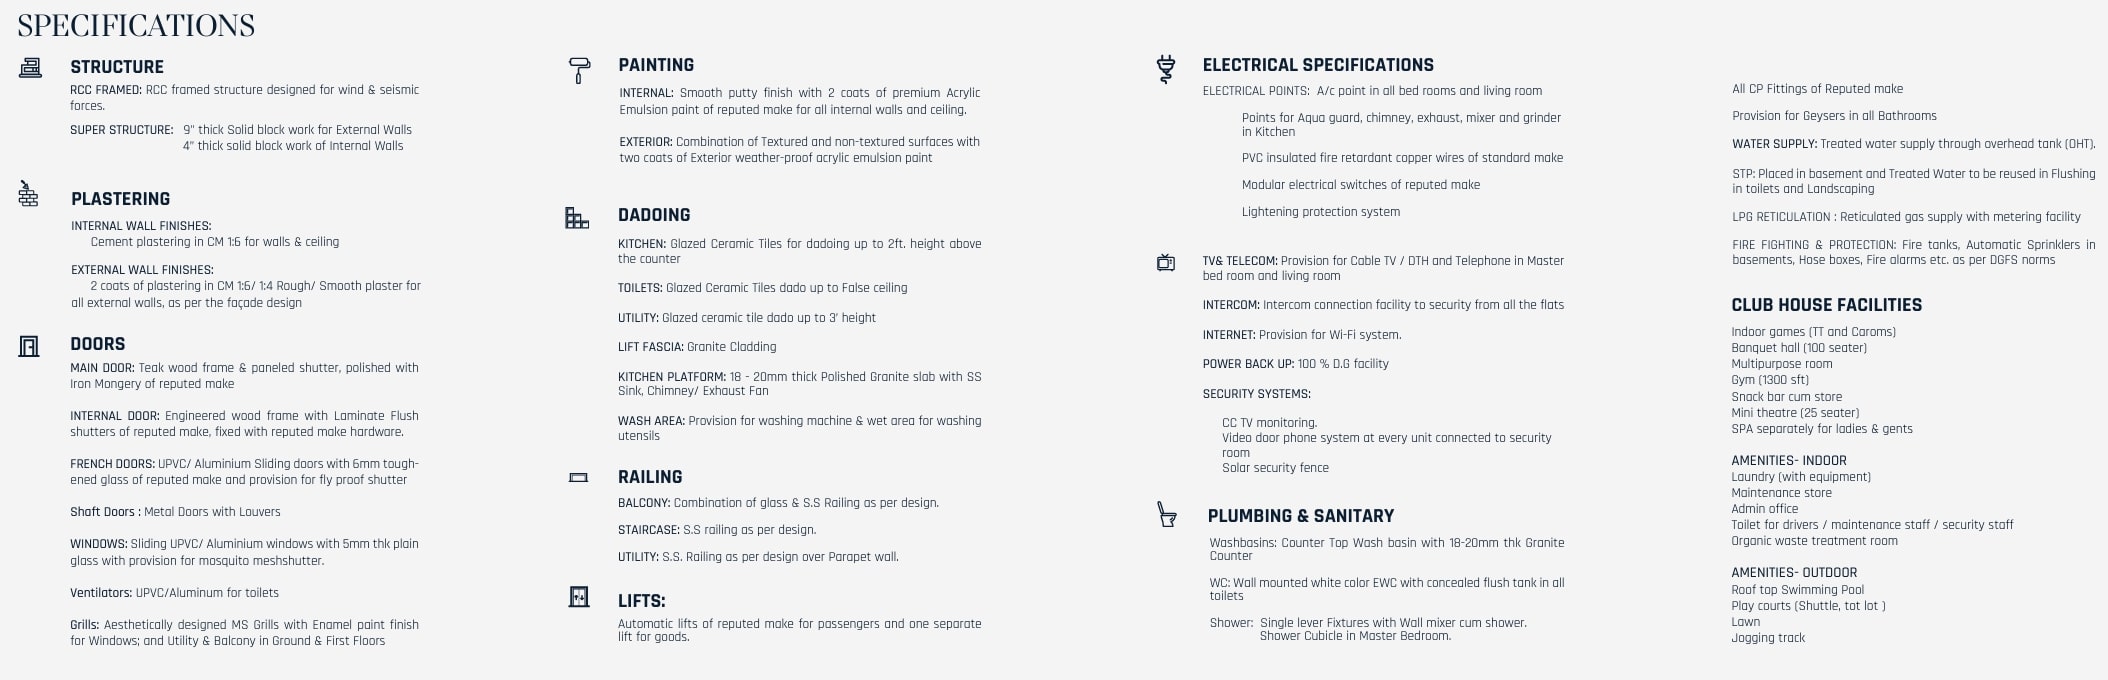 SPECIFICATIONS
STRUCTURE
RCC FRAMED: RCC framed structure designed for wind & seismic
forces.
SUPER STRUCTURE: 9" thick Solid block work for External Walls
4" thick solid block work of Internal Walls
PLASTERING
INTERNAL WALL FINISHES:
Cement plastering in CM 1:6 for walls & ceiling
EXTERNAL WALL FINISHES:
2 coats of plastering in CM 1:6/ 1:4 Rough/ Smooth plaster for
all external walls, as per the façade design
DOORS
MAIN DOOR: Teak wood frame & paneled shutter, polished with
Iron Mongery of reputed make
INTERNAL DOOR: Engineered wood frame with Laminate Flush
shutters of reputed make, fixed with reputed make hardware.
FRENCH DOORS: UPVC/ Aluminium Sliding doors with 6mm tough-
ened glass of reputed make and provision for fly proof shutter
Shaft Doors : Metal Doors with Louvers
WINDOWS: Sliding UPVC/ Aluminium windows with 5mm thk plain
glass with provision for mosquito meshshutter.
Ventilators: UPVC/Aluminum for toilets
Grills: Aesthetically designed MS Grills with Enamel paint finish
for Windows; and Utility & Balcony in Ground & First Floors
PAINTING
INTERNAL: Smooth putty finish with 2 coats of premium Acrylic
Emulsion paint of reputed make for all internal walls and ceiling.
EXTERIOR: Combination of Textured and non-textured surfaces with
two coats of Exterior weather-proof acrylic emulsion paint
DADOING
KITCHEN: Glazed Ceramic Tiles for dadoing up to 2ft. height above
the counter
TOILETS: Glazed Ceramic Tiles dado up to False ceiling
UTILITY: Glazed ceramic tile dado up to 3' height
LIFT FASCIA: Granite Cladding
KITCHEN PLATFORM: 18 - 20mm thick Polished Granite slab with SS
Sink, Chimney/ Exhaust Fan
WASH AREA: Provision for washing machine & wet area for washing
utensils
RAILING
BALCONY: Combination of glass & S.S Railing as per design.
STAIRCASE: S.S railing as per design.
UTILITY: S.S. Railing as per design over Parapet wall.
LIFTS:
Automatic lifts of reputed make for passengers and one separate
lift for goods.
ELECTRICAL SPECIFICATIONS
ELECTRICAL POINTS: A/c point in all bed rooms and living room
Points for Aqua guard, chimney, exhaust, mixer and grinder
in Kitchen
PVC insulated fire retardant copper wires of standard make
Modular electrical switches of reputed make
Lightening protection system
TV& TELECOM: Provision for Cable TV / DTH and Telephone in Master
bed room and living room
INTERCOM: Intercom connection facility to security from all the flats
INTERNET: Provision for Wi-Fi system.
POWER BACK UP: 100 % D.G facility
SECURITY SYSTEMS:
CC TV monitoring.
Video door phone system at every unit connected to security
room
Solar security fence
PLUMBING & SANITARY
Washbasins: Counter Top Wash basin with 18-20mm thk Granite
Counter
WC: Wall mounted white color EWC with concealed flush tank in all
toilets
Shower: Single lever Fixtures with Wall mixer cum shower.
Shower Cubicle in Master Bedroom.
All CP Fittings of Reputed make
Provision for Geysers in all Bathrooms
WATER SUPPLY: Treated water supply through overhead tank (OHT).
STP: Placed in basement and Treated Water to be reused in Flushing
in toilets and Landscaping
LPG RETICULATION : Reticulated gas supply with metering facility
FIRE FIGHTING & PROTECTION: Fire tanks, Automatic Sprinklers in
basements, Hose boxes, Fire alarms etc. as per DGFS norms
CLUB HOUSE FACILITIES
Indoor games (TT and Caroms)
Banquet hall (100 seater)
Multipurpose room
Gym (1300 sft)
Snack bar cum store
Mini theatre (25 seater)
SPA separately for ladies & gents
AMENITIES- INDOOR
Laundry (with equipment)
Maintenance store
Admin office
Toilet for drivers / maintenance staff / security staff
Organic waste treatment room
AMENITIES- OUTDOOR
Roof top Swimming Pool
Play courts (Shuttle, tot lot )
Lawn
Jogging track